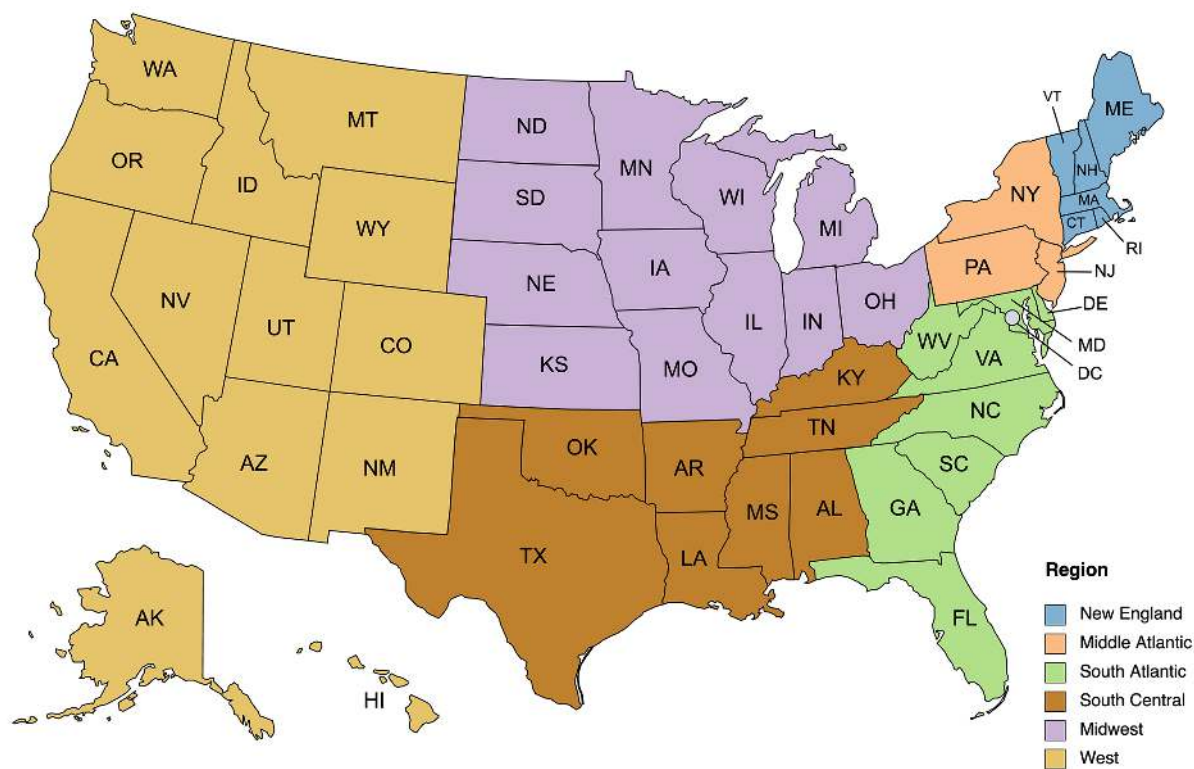 WA
MT
ND
MN
VT
ME
OR
ID
SD
WI
MI
NY
NH
MA
CT
RI
WY
IA
PA
NJ
NV
UT
NE
IL
IN
OH
DE
CA
CO
KS
MO
WV
VA
MD
DC
KY
NC
TN
AZ
NM
OK
AR
SC
MS
AL
GA
TX
LA
FL
AK
HI
Region
New England
Middle Atlantic
South Atlantic
South Central
Midwest
West